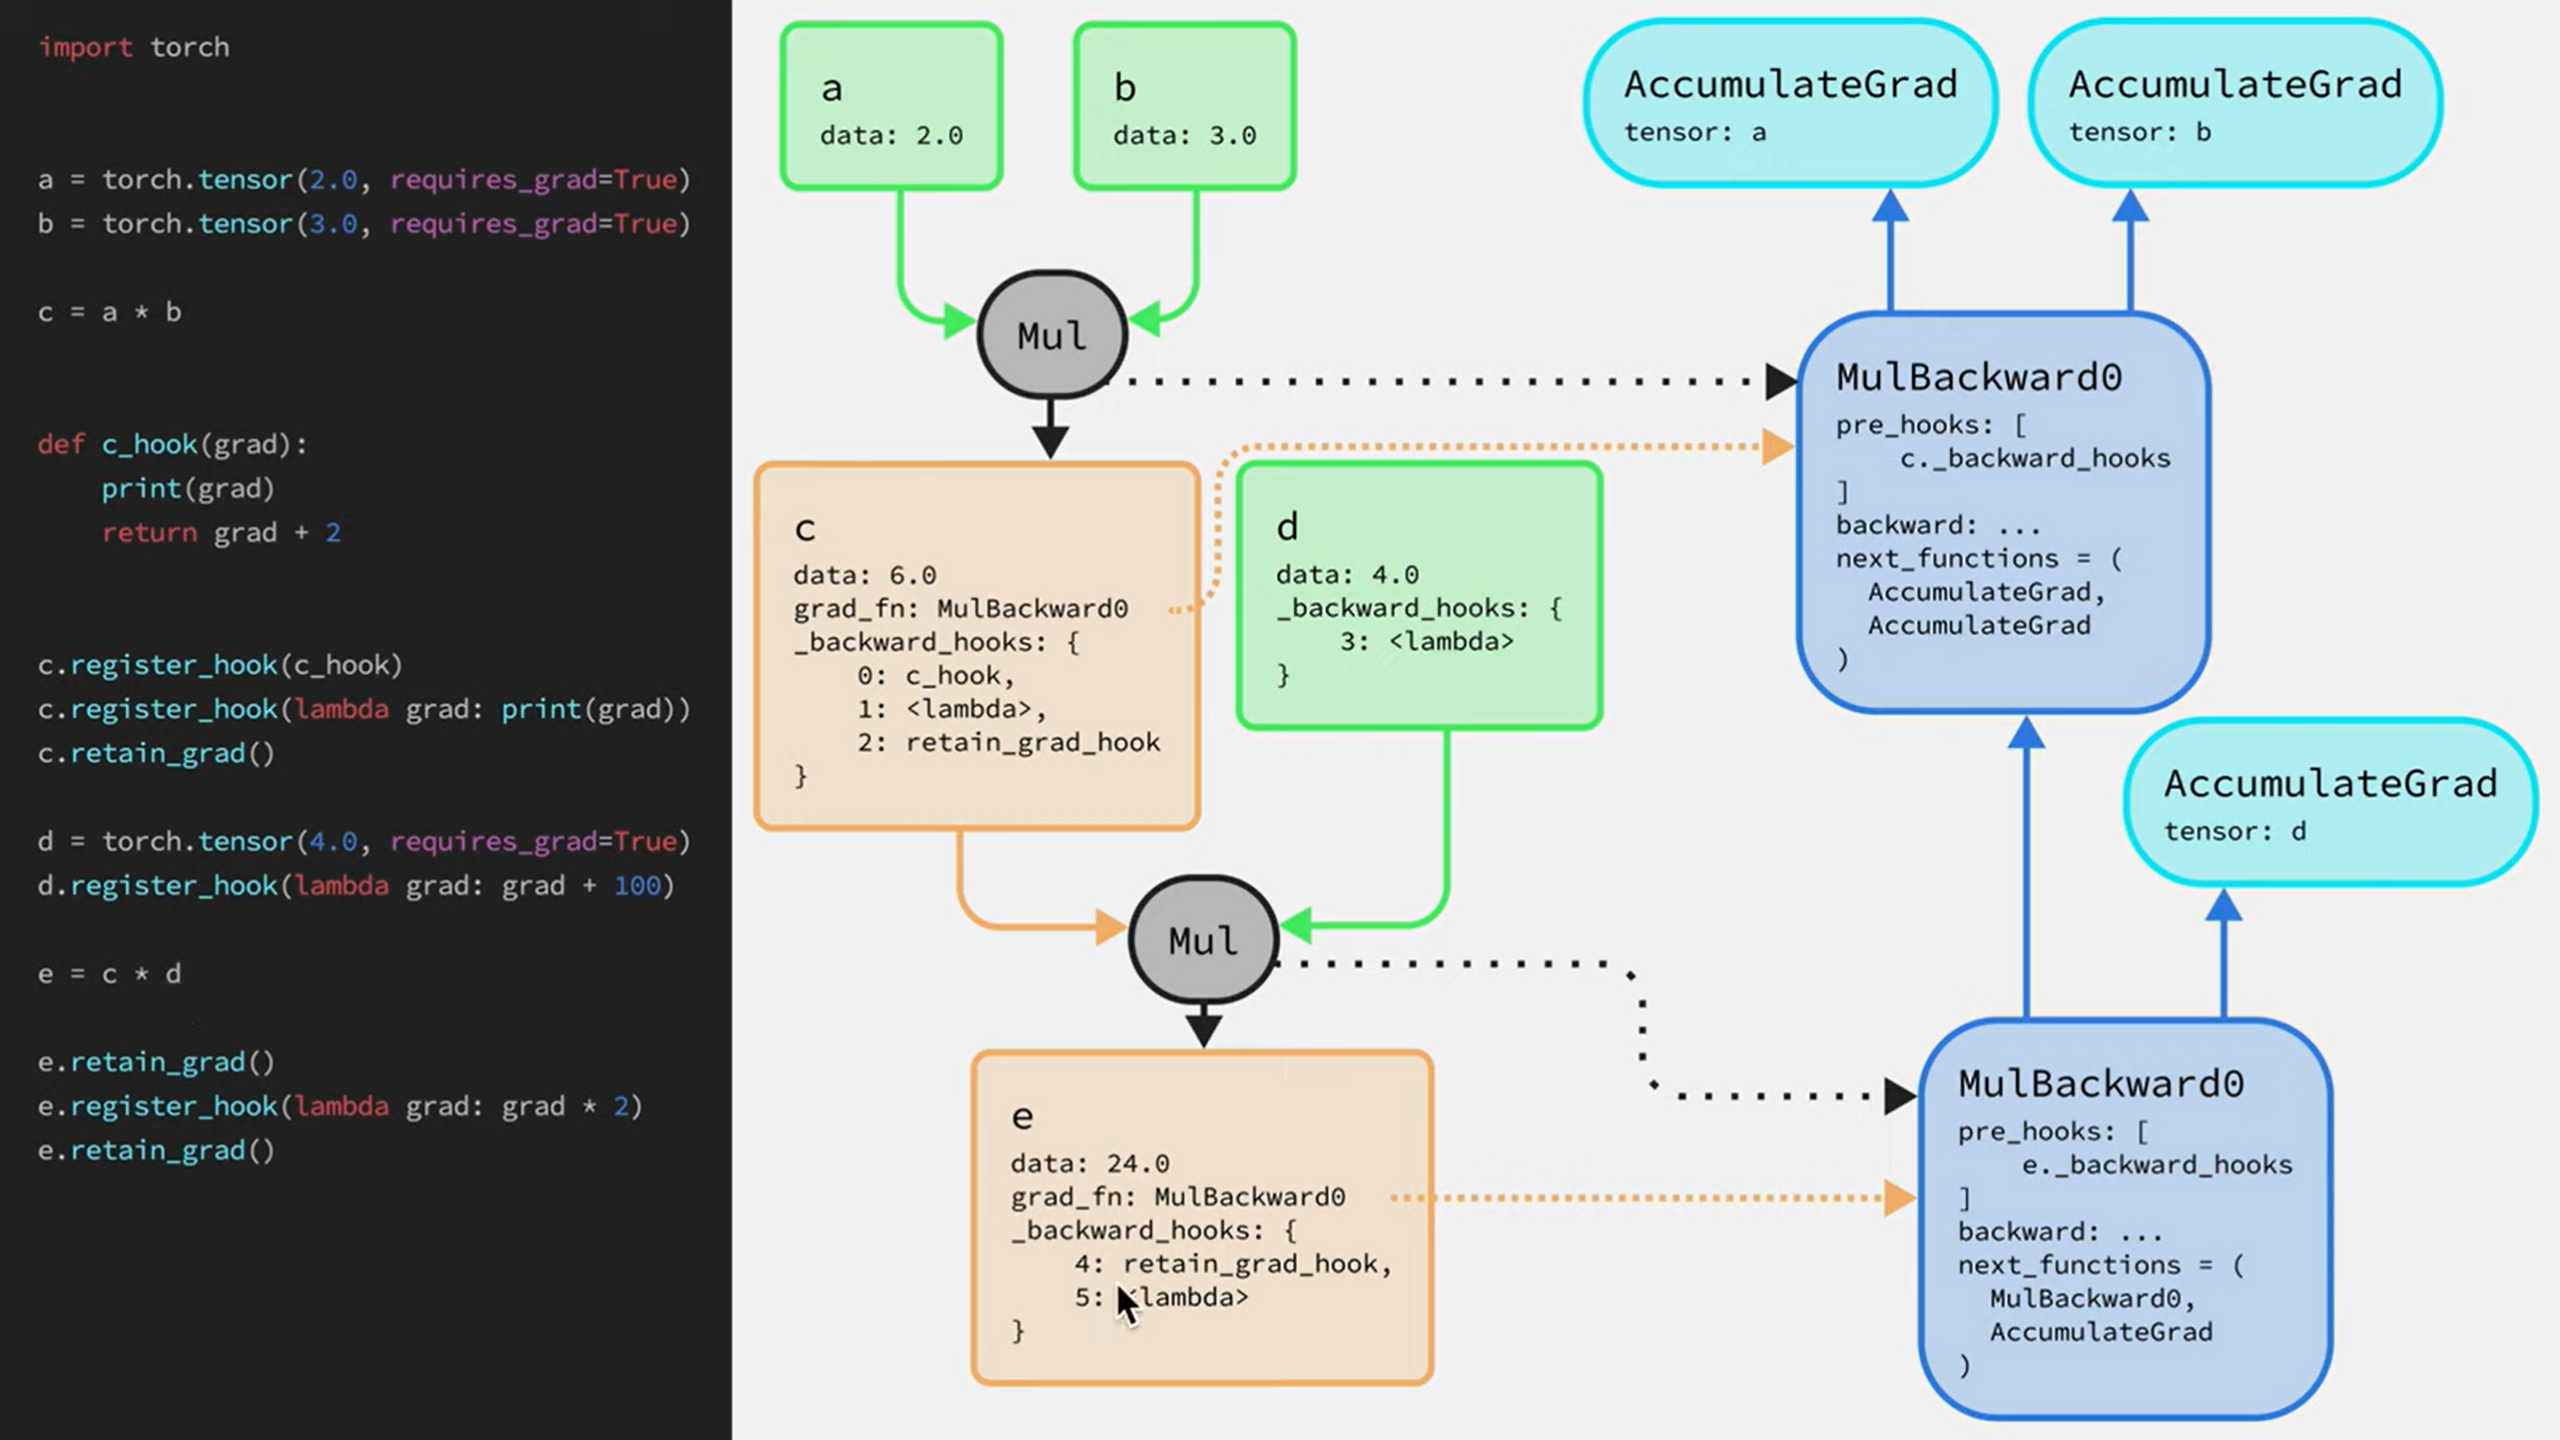 import torch
a = torch.tensor(2.0, requires_grad=True)
b = torch.tensor(3.0, requires_grad=True)
c = a * b
def c_hook(grad):
    print(grad)
    return grad + 2
c.register_hook(c_hook)
c.register_hook(lambda grad: print(grad))
c.retain_grad()
d = torch.tensor(4.0, requires_grad=True)
d.register_hook(lambda grad: grad + 100)
e = c * d
e.retain_grad()
e.register_hook(lambda grad: grad * 2)
e.retain_grad()
a
data: 2.0
b
data: 3.0
Mul
c
data: 6.0
grad_fn: MulBackward0
_backward_hooks: {
    0: c_hook,
    1: <lambda>,
    2: retain_grad_hook
}
d
data: 4.0
_backward_hooks: {
    3: <lambda>
}
Mul
e
data: 24.0
grad_fn: MulBackward0
_backward_hooks: {
    4: retain_grad_hook,
    5: <lambda>
}
AccumulateGrad
tensor: a
AccumulateGrad
tensor: b
MulBackward0
pre_hooks: [
    c._backward_hooks
]
backward: ...
next_functions = (
  AccumulateGrad,
  AccumulateGrad
)
AccumulateGrad
tensor: d
MulBackward0
pre_hooks: [
    e._backward_hooks
]
backward: ...
next_functions = (
  MulBackward0,
  AccumulateGrad
)